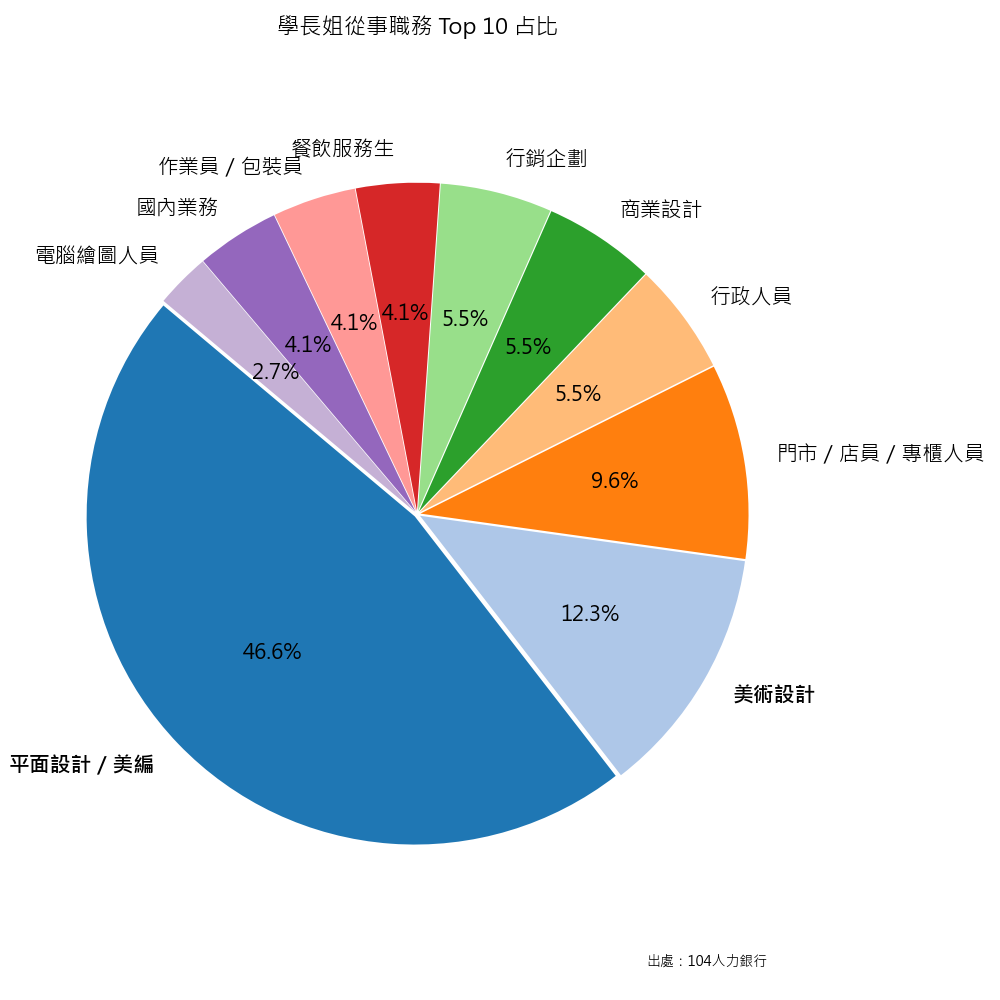 學長姐從事職務 Top 10 占比
餐飲服務生
作業員 / 包裝員
行銷企劃
國內業務
商業設計
電腦繪圖人員
行政人員
4.1%
4.1%
5.5%
4.1%
5.5%
2.7%
5.5%
門市 / 店員 / 專櫃人員
9.6%
12.3%
46.6%
美術設計
平面設計 / 美編
出處：104人力銀行